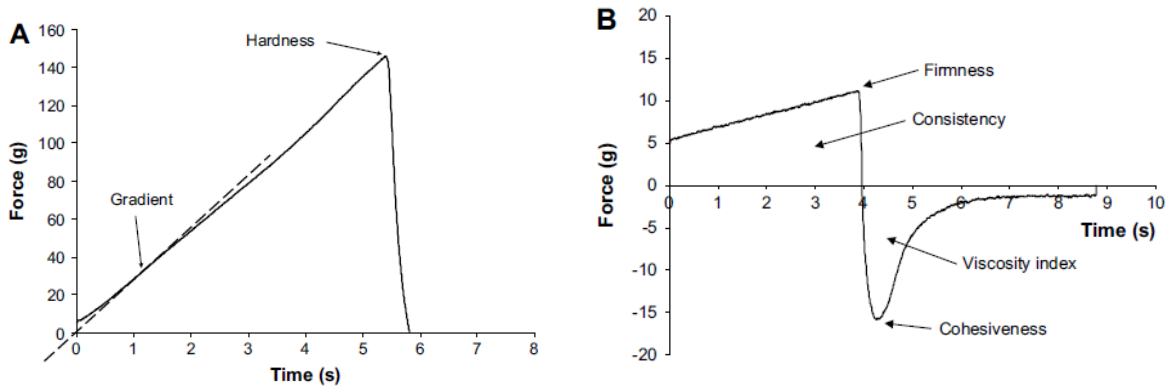 A
160
140
120
100
80
60
40
20
0
Force (g)
Hardness
Gradient
0 1 2 3 4 5 6 7 8
Time (s)
B
20
15
10
5
0
-5
-10
-15
-20
Force (g)
Firmness
Consistency
0 1 2 3 4 5 6 7 8 9 10
Time (s)
Viscosity index
Cohesiveness